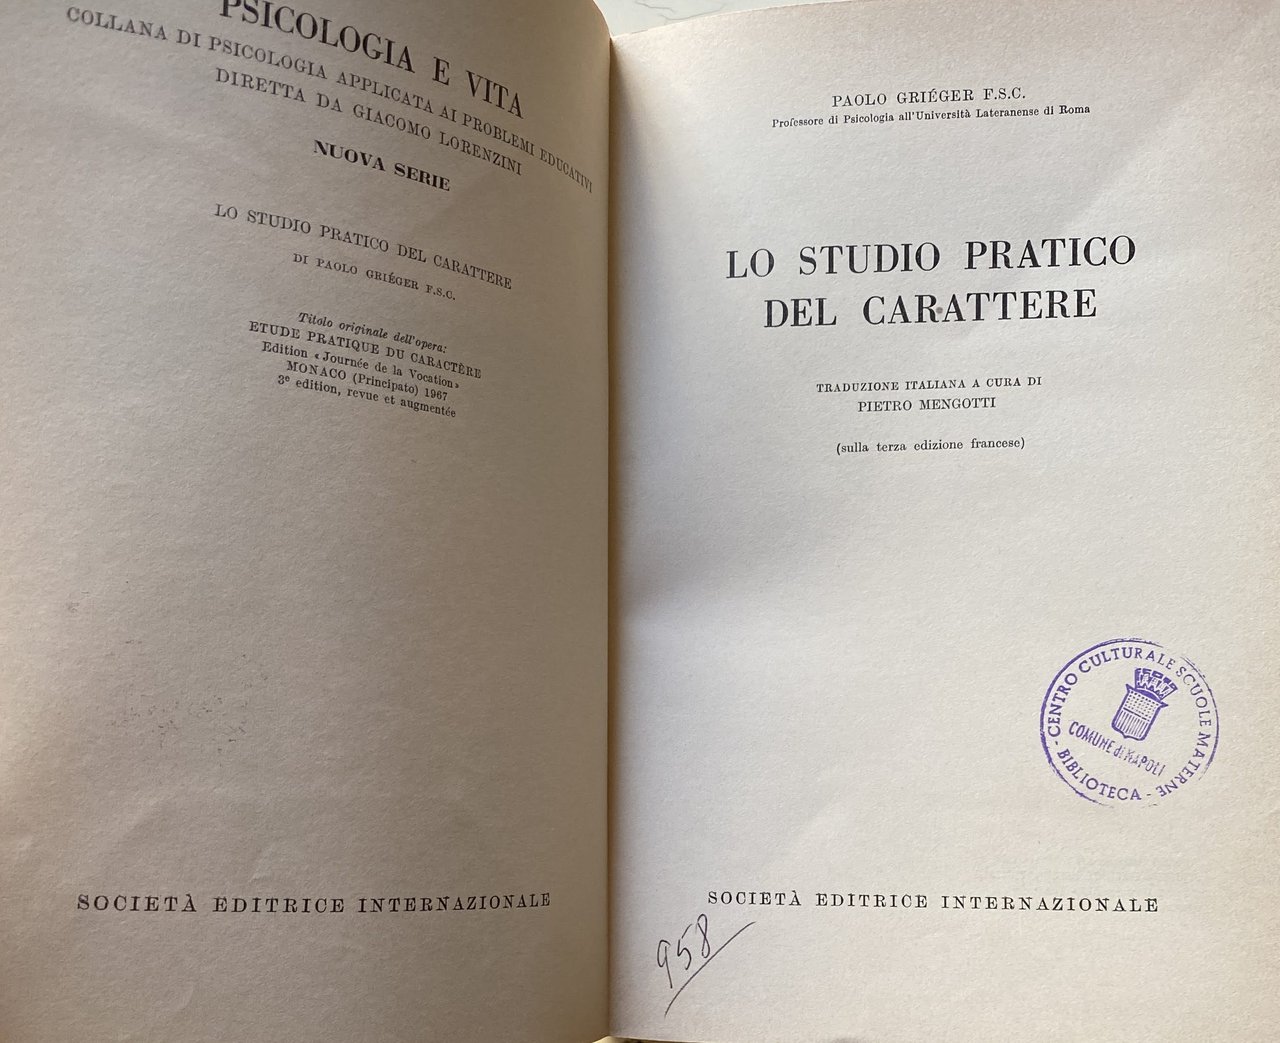 PSICOLOGIA E VITA
COLLANA DI PSICOLOGIA APPLICATA AI PROBLEMI EDUCATIVI
DIRETTA DA GIACOMO LORENZINI
NUOVA SERIE
LO STUDIO PRATICO DEL CARATTERE
DI PAOLO GRIÉGER F.S.C.
Titolo originale dell'opera:
ETUDE PRATIQUE DU CARACTÈRE
Edition « Journée de la Vocation »
MONACO (Principato) 1967
3e edition, revue et augmentée
SOCIETÀ EDITRICE INTERNAZIONALE
PAOLO GRIÉGER F.S.C.
Professore di Psicologia all'Università Lateranense di Roma
LO STUDIO PRATICO
DEL CARATTERE
TRADUZIONE ITALIANA A CURA DI
PIETRO MENGOTTI
(sulla terza edizione francese)
- CENTRO CULTURALE SCUOLE MATERNE -
COMUNE di NAPOLI
BIBLIOTECA
SOCIETÀ EDITRICE INTERNAZIONALE
958